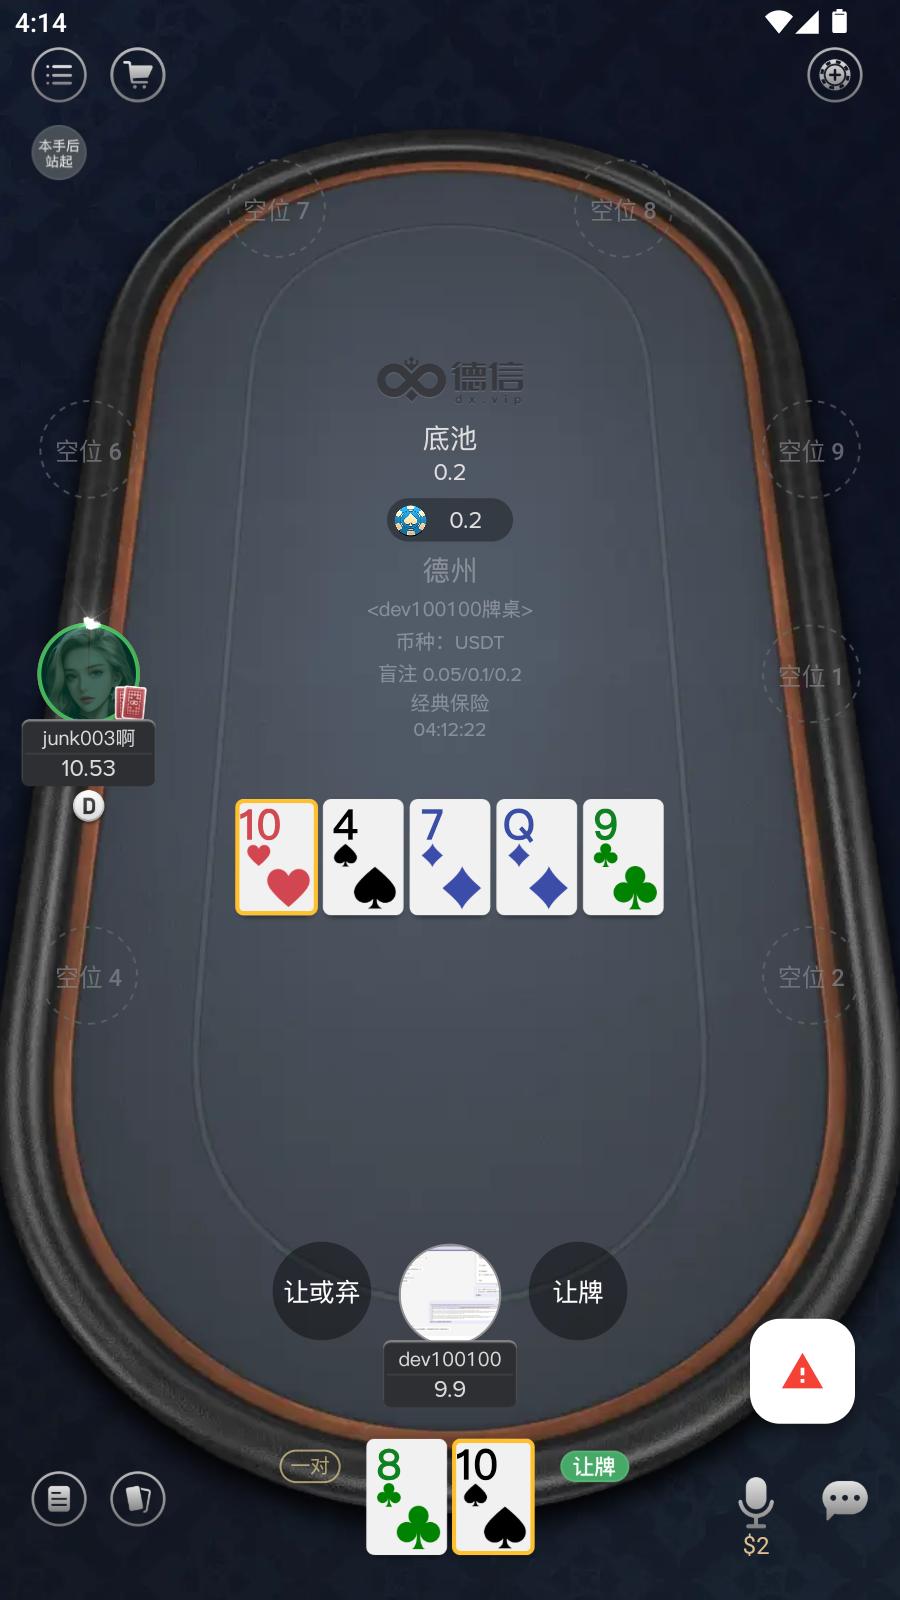 4:14
本手后
站起
空位 7
空位 8
德信
dx.vip
底池
0.2
0.2
空位 6
空位 9
德州
<dev100100牌桌>
币种：USDT
盲注 0.05/0.1/0.2
经典保险
04:12:22
空位 1
junk003啊
10.53
D
10
4
7
Q
9
空位 4
空位 2
让或弃
让牌
dev100100
9.9
一对
8
10
让牌
$2